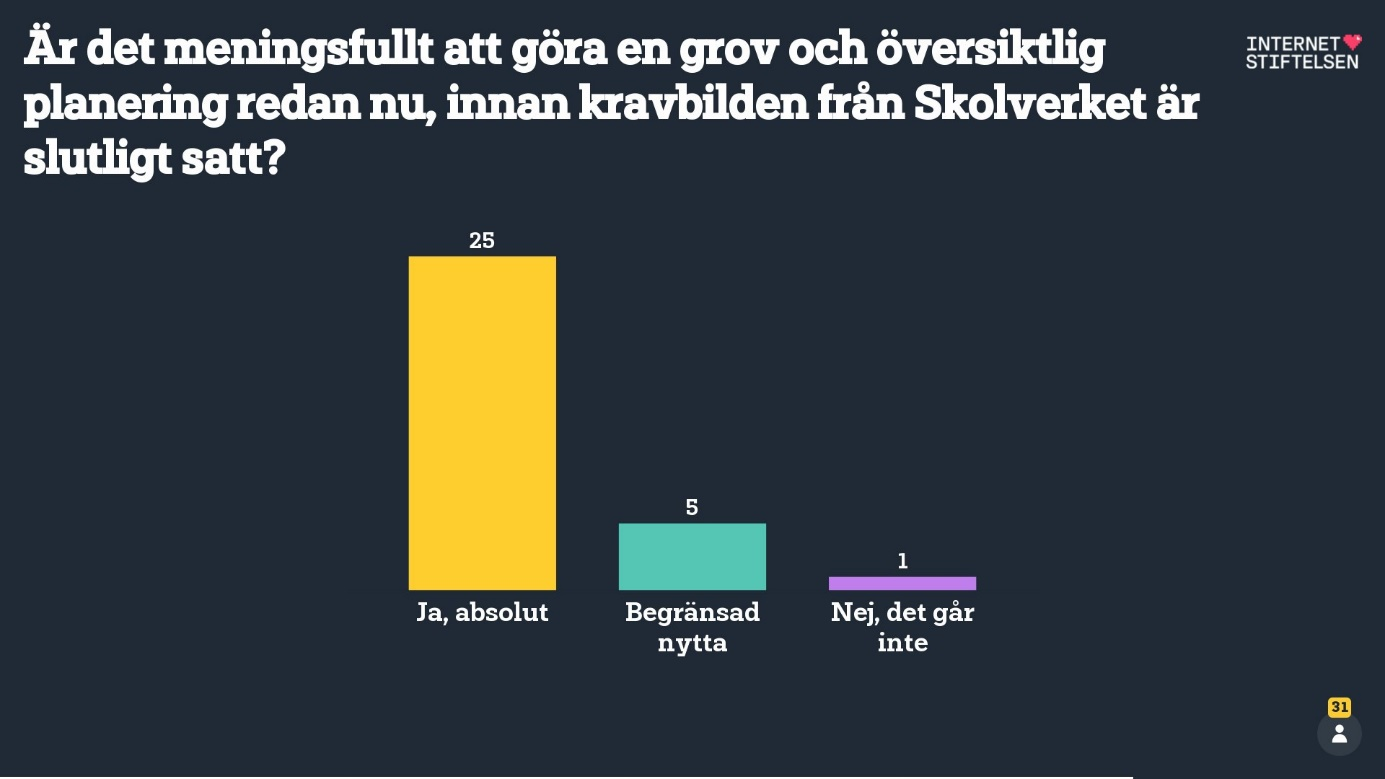 Är det meningsfullt att göra en grov och översiktlig
planering redan nu, innan kravbilden från Skolverket är
slutligt satt?
INTERNET
STIFTELSEN
25
5
1
Ja, absolut
Begränsad
nytta
Nej, det går
inte
31